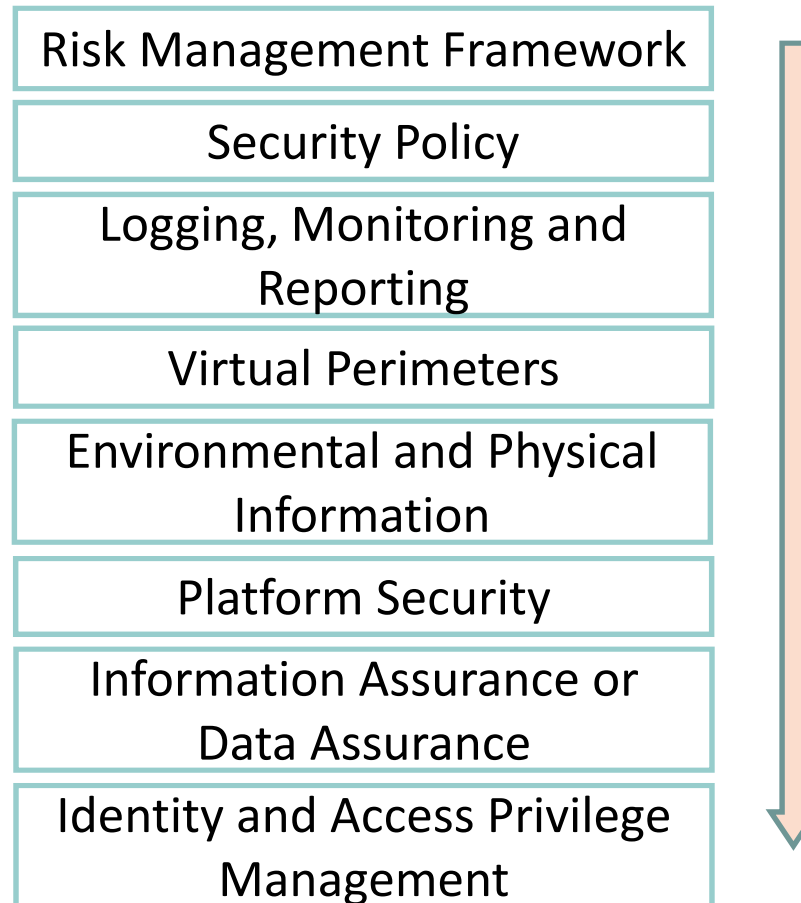 Risk Management Framework
Security Policy
Logging, Monitoring and
Reporting
Virtual Perimeters
Environmental and Physical
Information
Platform Security
Information Assurance or
Data Assurance
Identity and Access Privilege
Management